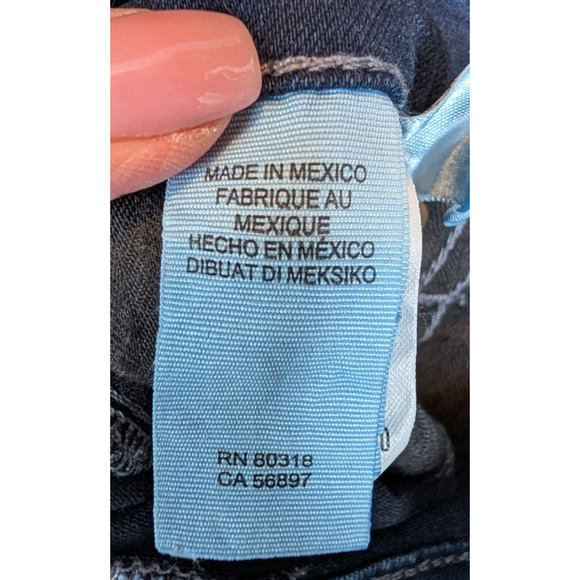 MADE IN MEXICO
FABRIQUE AU
MEXIQUE
HECHO EN MÉXICO
DIBUAT DI MEKSIKO
RN 80318
CA 56897